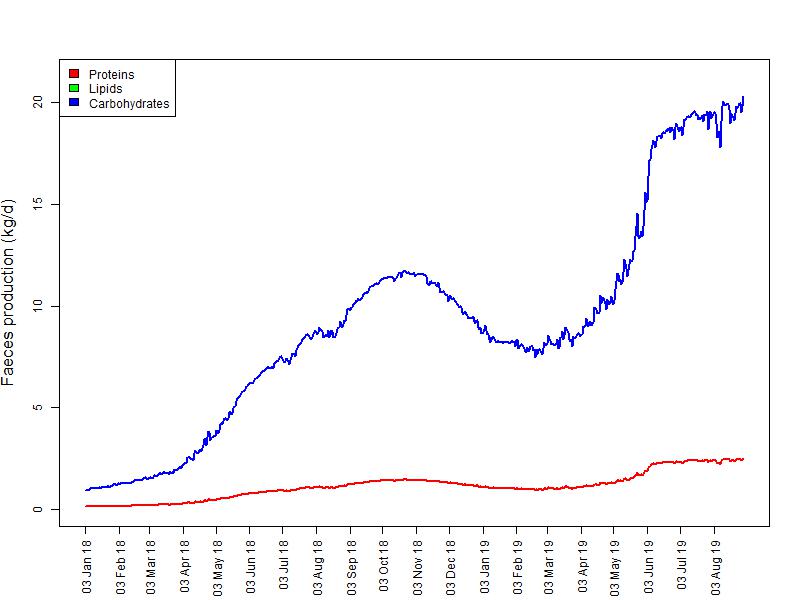 Proteins
Lipids
Carbohydrates
Faeces production (kg/d)
20
15
10
5
0
03 Jan 18
03 Feb 18
03 Mar 18
03 Apr 18
03 May 18
03 Jun 18
03 Jul 18
03 Aug 18
03 Sep 18
03 Oct 18
03 Nov 18
03 Dec 18
03 Jan 19
03 Feb 19
03 Mar 19
03 Apr 19
03 May 19
03 Jun 19
03 Jul 19
03 Aug 19